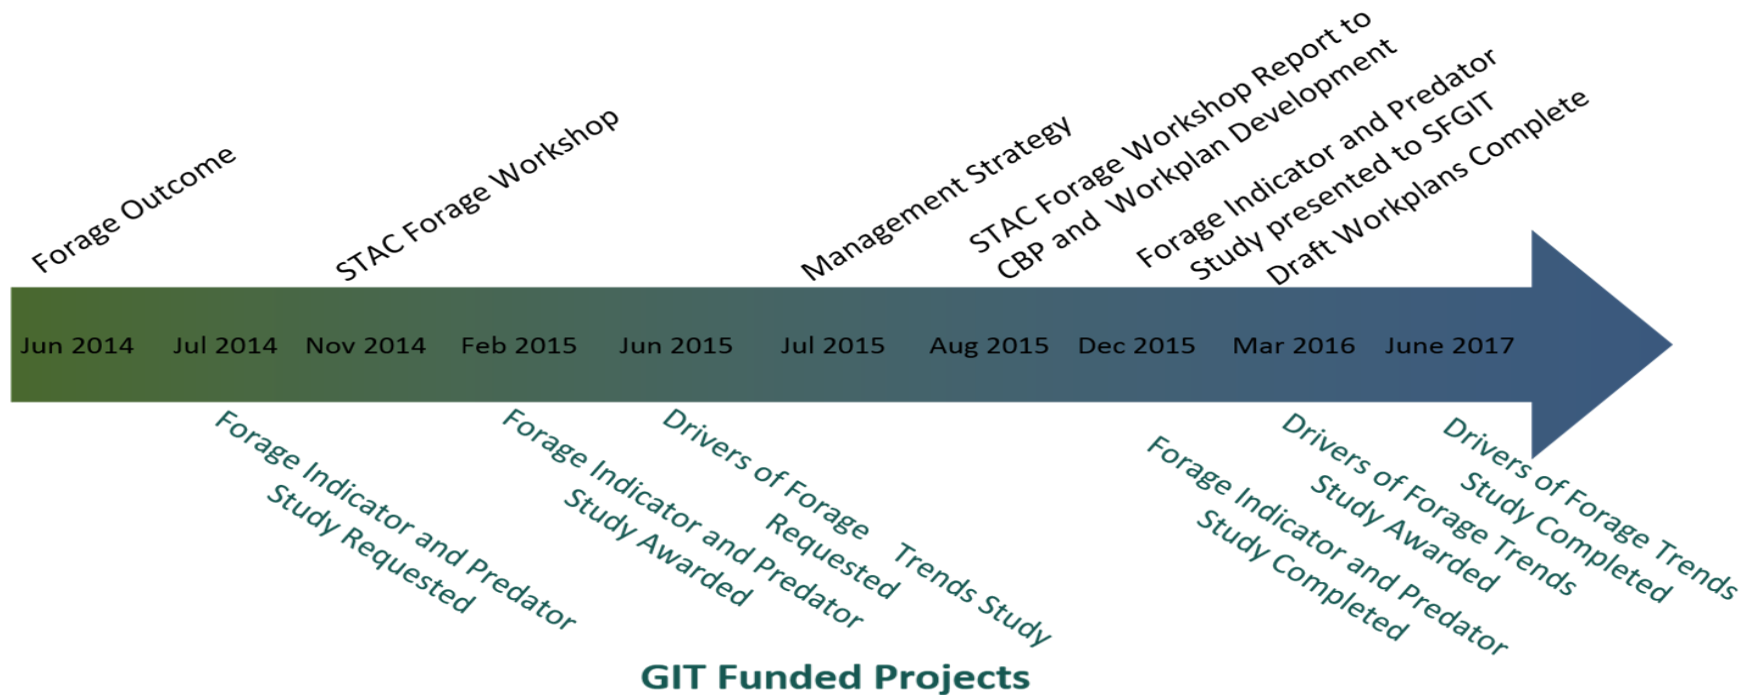 Forage Outcome
STAC Forage Workshop
Management Strategy
STAC Forage Workshop Report to
CBP and Workplan Development
Forage Indicator and Predator
Study presented to SFGIT
Draft Workplans Complete
Jun 2014
Jul 2014
Nov 2014
Feb 2015
Jun 2015
Jul 2015
Aug 2015
Dec 2015
Mar 2016
June 2017
Forage Indicator and Predator
Study Requested
Forage Indicator and Predator
Study Awarded
Drivers of Forage Trends Study
Requested
Forage Indicator and Predator
Study Completed
Drivers of Forage Trends
Study Awarded
Drivers of Forage Trends
Study Completed
GIT Funded Projects